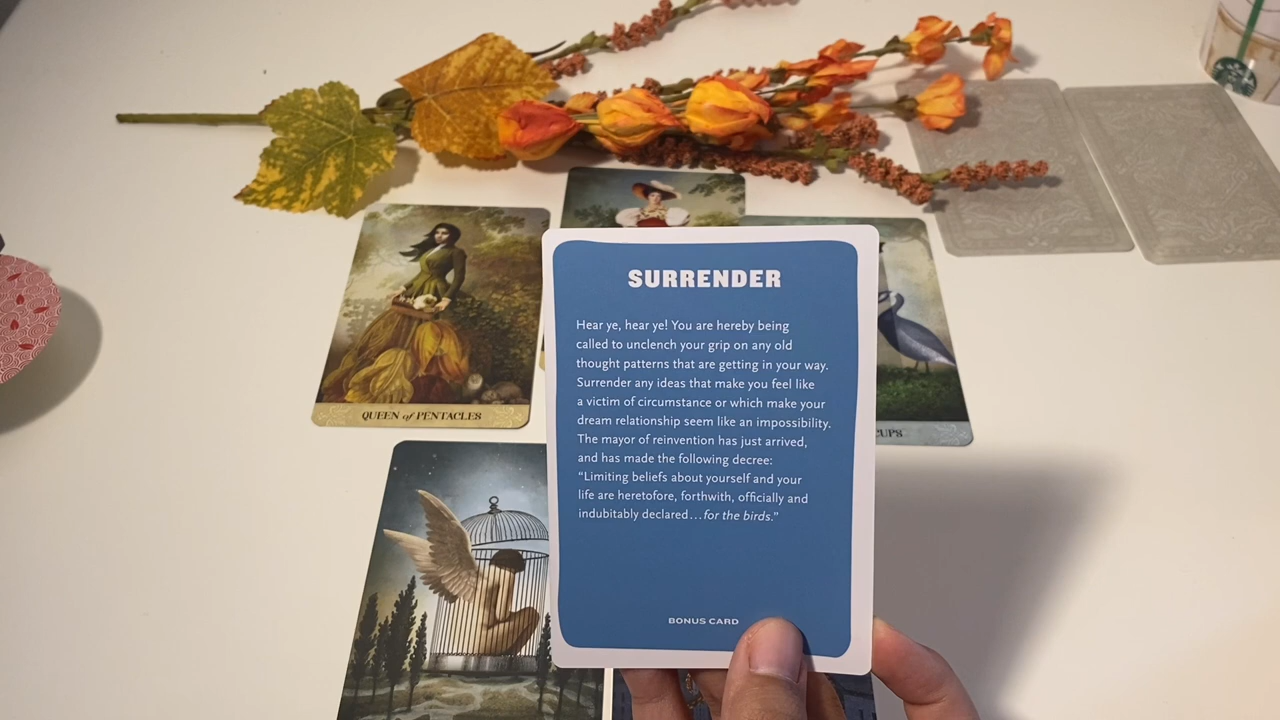 SURRENDER
Hear ye, hear ye! You are hereby being
called to unclench your grip on any old
thought patterns that are getting in your way.
Surrender any ideas that make you feel like
a victim of circumstance or which make your
dream relationship seem like an impossibility.
The mayor of reinvention has just arrived,
and has made the following decree:
“Limiting beliefs about yourself and your
life are heretofore, forthwith, officially and
indubitably declared...for the birds.”
BONUS CARD
QUEEN of PENTACLES
CUPS